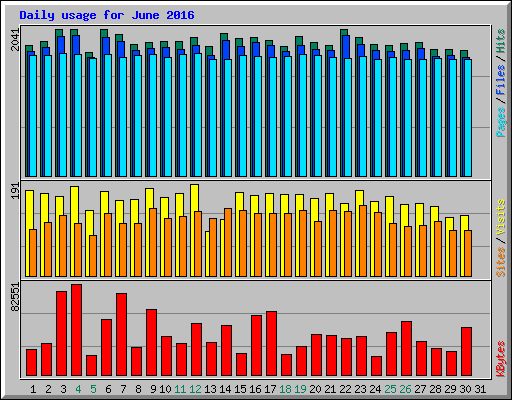 Daily usage for June 2016
2041
Pages/Files/Hits
191
Sites/Visits
82551
KBytes
1 2 3 4 5 6 7 8 9 10 11 12 13 14 15 16 17 18 19 20 21 22 23 24 25 26 27 28 29 30 31